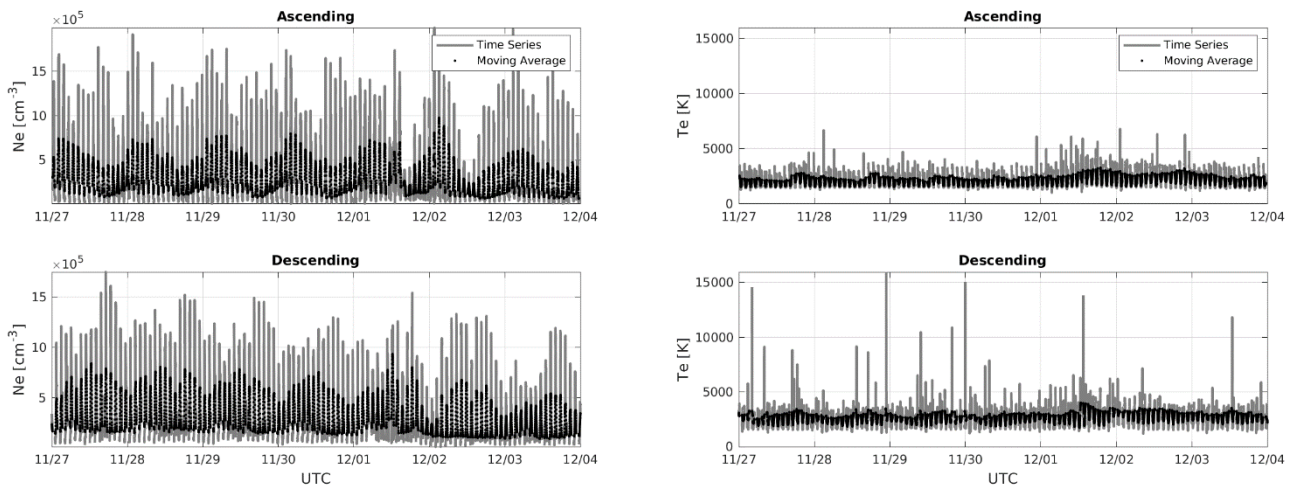 Ascending
×10⁵
Ne [cm⁻³]
15
10
5
Time Series
Moving Average
11/27 11/28 11/29 11/30 12/01 12/02 12/03 12/04
Ascending
Te [K]
15000
10000
5000
0
Time Series
Moving Average
11/27 11/28 11/29 11/30 12/01 12/02 12/03 12/04
Descending
×10⁵
Ne [cm⁻³]
15
10
5
11/27 11/28 11/29 11/30 12/01 12/02 12/03 12/04
UTC
Descending
Te [K]
15000
10000
5000
0
11/27 11/28 11/29 11/30 12/01 12/02 12/03 12/04
UTC